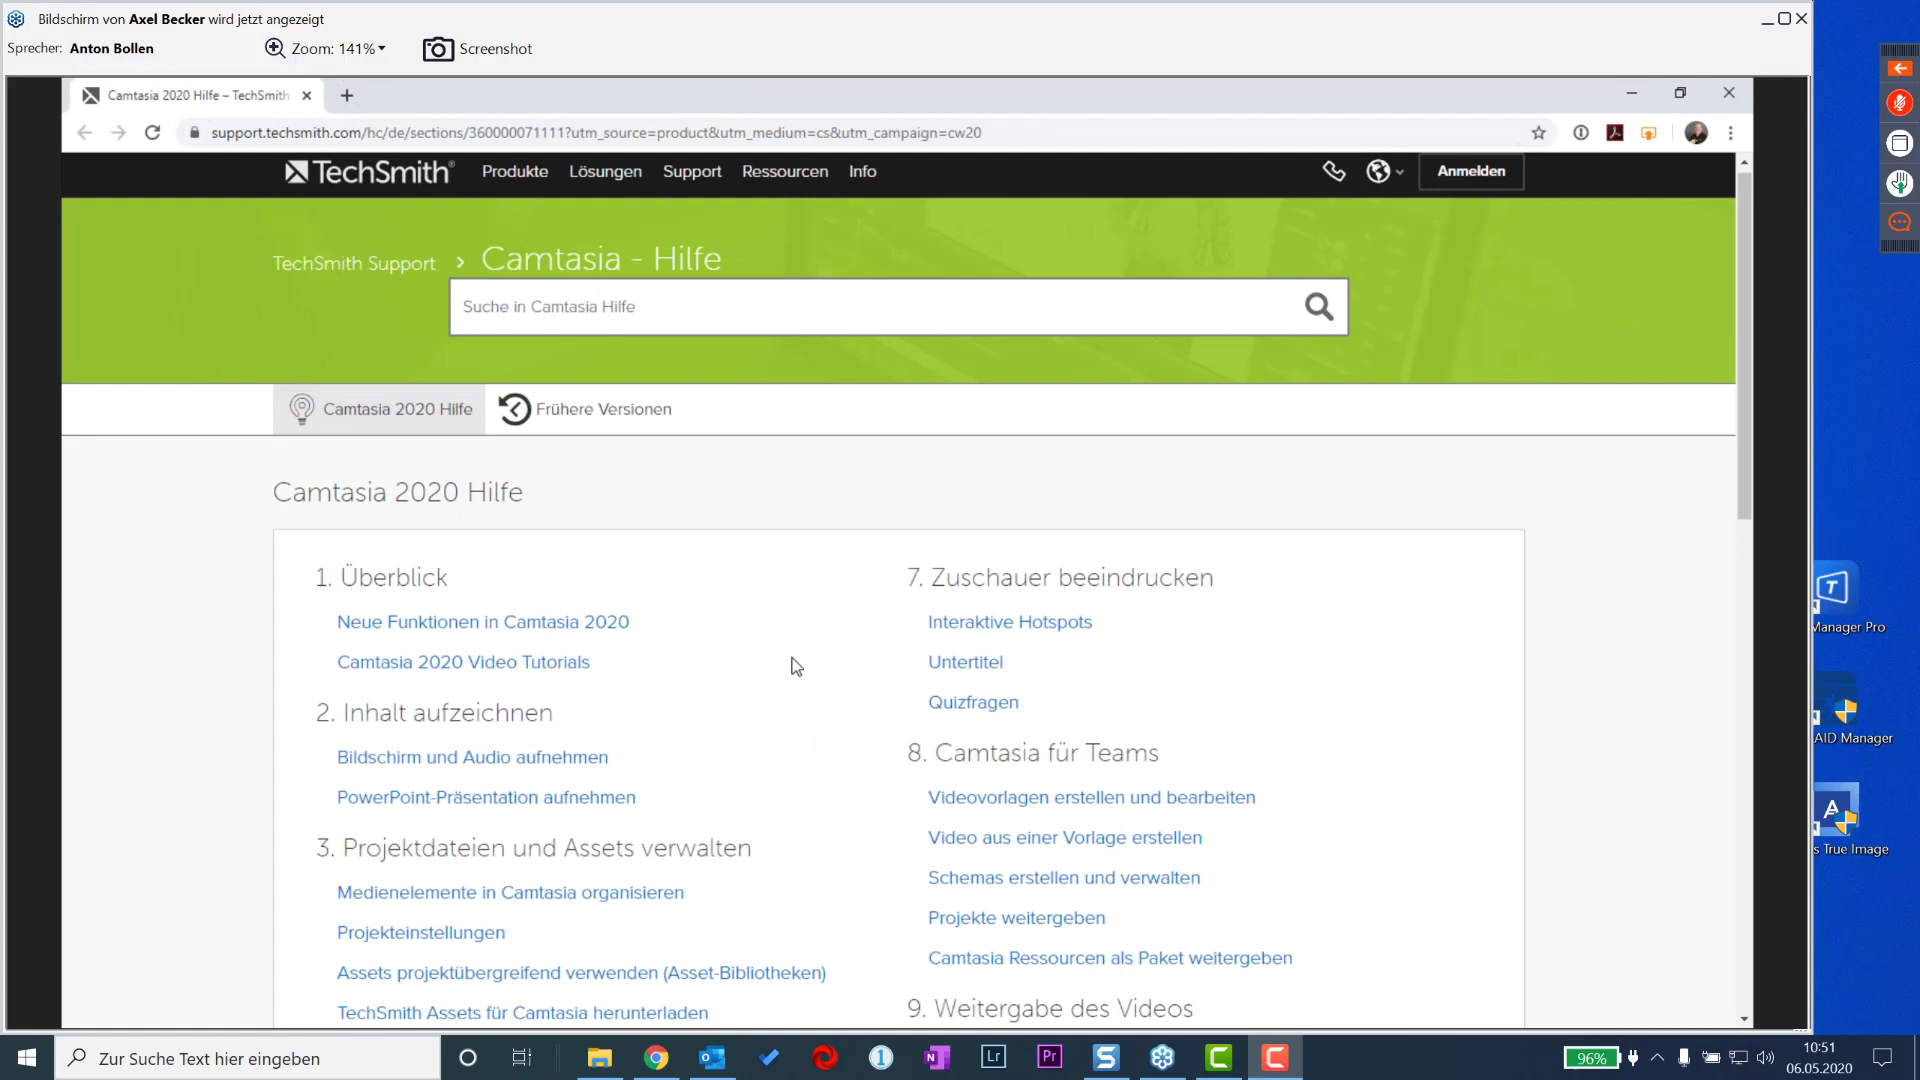 Bildschirm von Axel Becker wird jetzt angezeigt
Sprecher: Anton Bollen
Zoom: 141%
Screenshot
Camtasia 2020 Hilfe – TechSmith
support.techsmith.com/hc/de/sections/360000071111?utm_source=product&utm_medium=cs&utm_campaign=cw20
TechSmith®
Produkte
Lösungen
Support
Ressourcen
Info
Anmelden
TechSmith Support › Camtasia - Hilfe
Suche in Camtasia Hilfe
Camtasia 2020 Hilfe
Frühere Versionen
Camtasia 2020 Hilfe
1. Überblick
Neue Funktionen in Camtasia 2020
Camtasia 2020 Video Tutorials
2. Inhalt aufzeichnen
Bildschirm und Audio aufnehmen
PowerPoint-Präsentation aufnehmen
3. Projektdateien und Assets verwalten
Medienelemente in Camtasia organisieren
Projekteinstellungen
Assets projektübergreifend verwenden (Asset-Bibliotheken)
TechSmith Assets für Camtasia herunterladen
7. Zuschauer beeindrucken
Interaktive Hotspots
Untertitel
Quizfragen
8. Camtasia für Teams
Videovorlagen erstellen und bearbeiten
Video aus einer Vorlage erstellen
Schemas erstellen und verwalten
Projekte weitergeben
Camtasia Ressourcen als Paket weitergeben
9. Weitergabe des Videos
T
Manager Pro
AID Manager
A
s True Image
Zur Suche Text hier eingeben
1
N
Lr
Pr
S
C
C
96%
10:51
06.05.2020